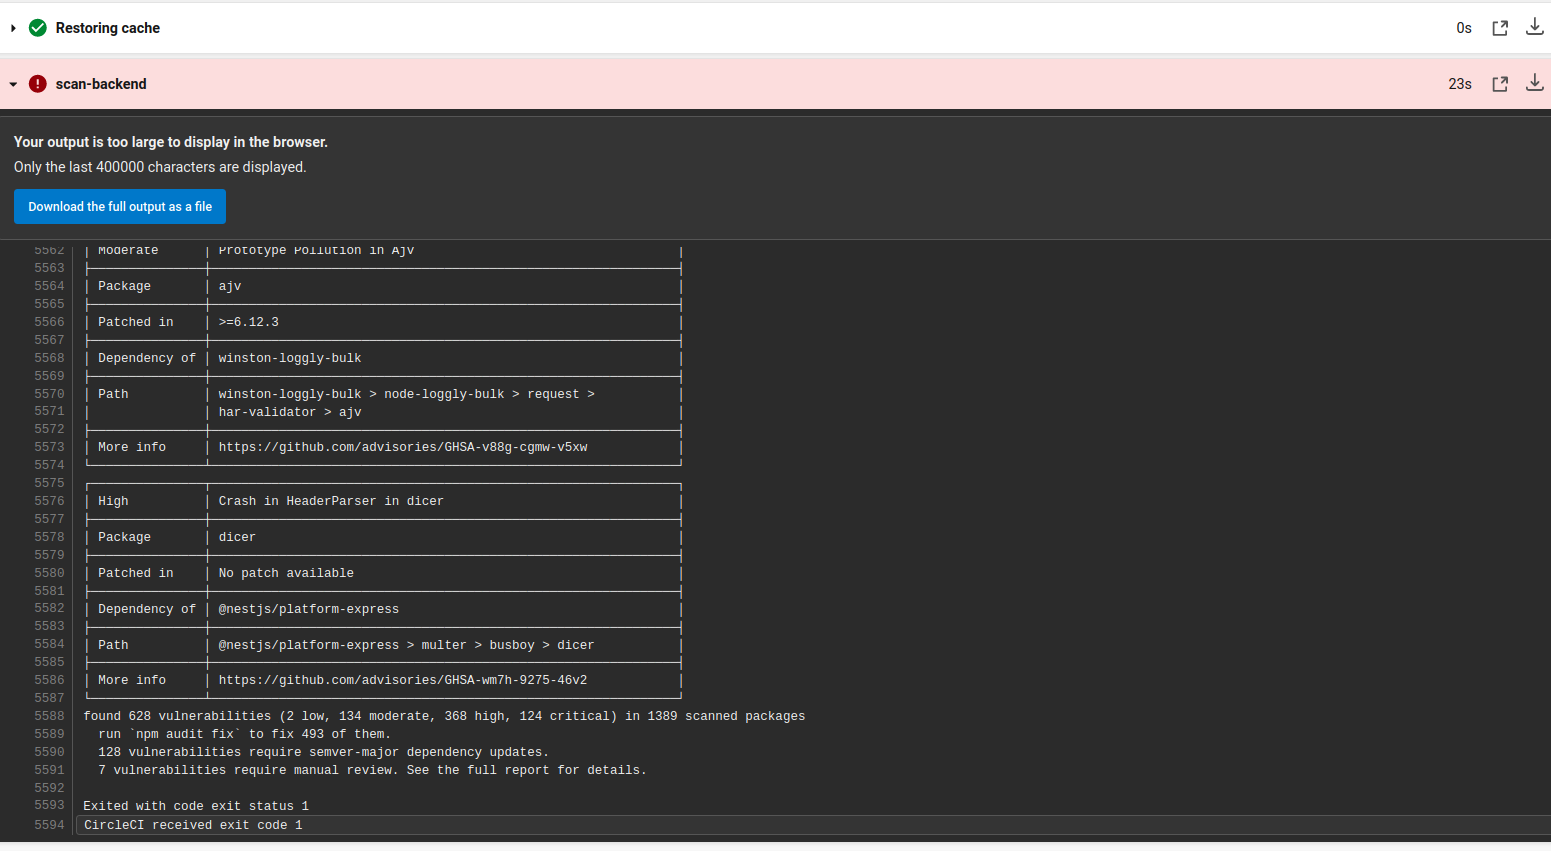 Restoring cache 0s
scan-backend 23s
Your output is too large to display in the browser.
Only the last 400000 characters are displayed.
Download the full output as a file
5562 | Moderate | Prototype Pollution in Ajv |
5563
5564 | Package | ajv |
5565
5566 | Patched in | >=6.12.3 |
5567
5568 | Dependency of | winston-loggly-bulk |
5569
5570 | Path | winston-loggly-bulk > node-loggly-bulk > request > |
5571 | | har-validator > ajv |
5572
5573 | More info | https://github.com/advisories/GHSA-v88g-cgmw-v5xw |
5574
5575
5576 | High | Crash in HeaderParser in dicer |
5577
5578 | Package | dicer |
5579
5580 | Patched in | No patch available |
5581
5582 | Dependency of | @nestjs/platform-express |
5583
5584 | Path | @nestjs/platform-express > multer > busboy > dicer |
5585
5586 | More info | https://github.com/advisories/GHSA-wm7h-9275-46v2 |
5587
5588 found 628 vulnerabilities (2 low, 134 moderate, 368 high, 124 critical) in 1389 scanned packages
5589 run `npm audit fix` to fix 493 of them.
5590 128 vulnerabilities require semver-major dependency updates.
5591 7 vulnerabilities require manual review. See the full report for details.
5592
5593 Exited with code exit status 1
5594 CircleCI received exit code 1